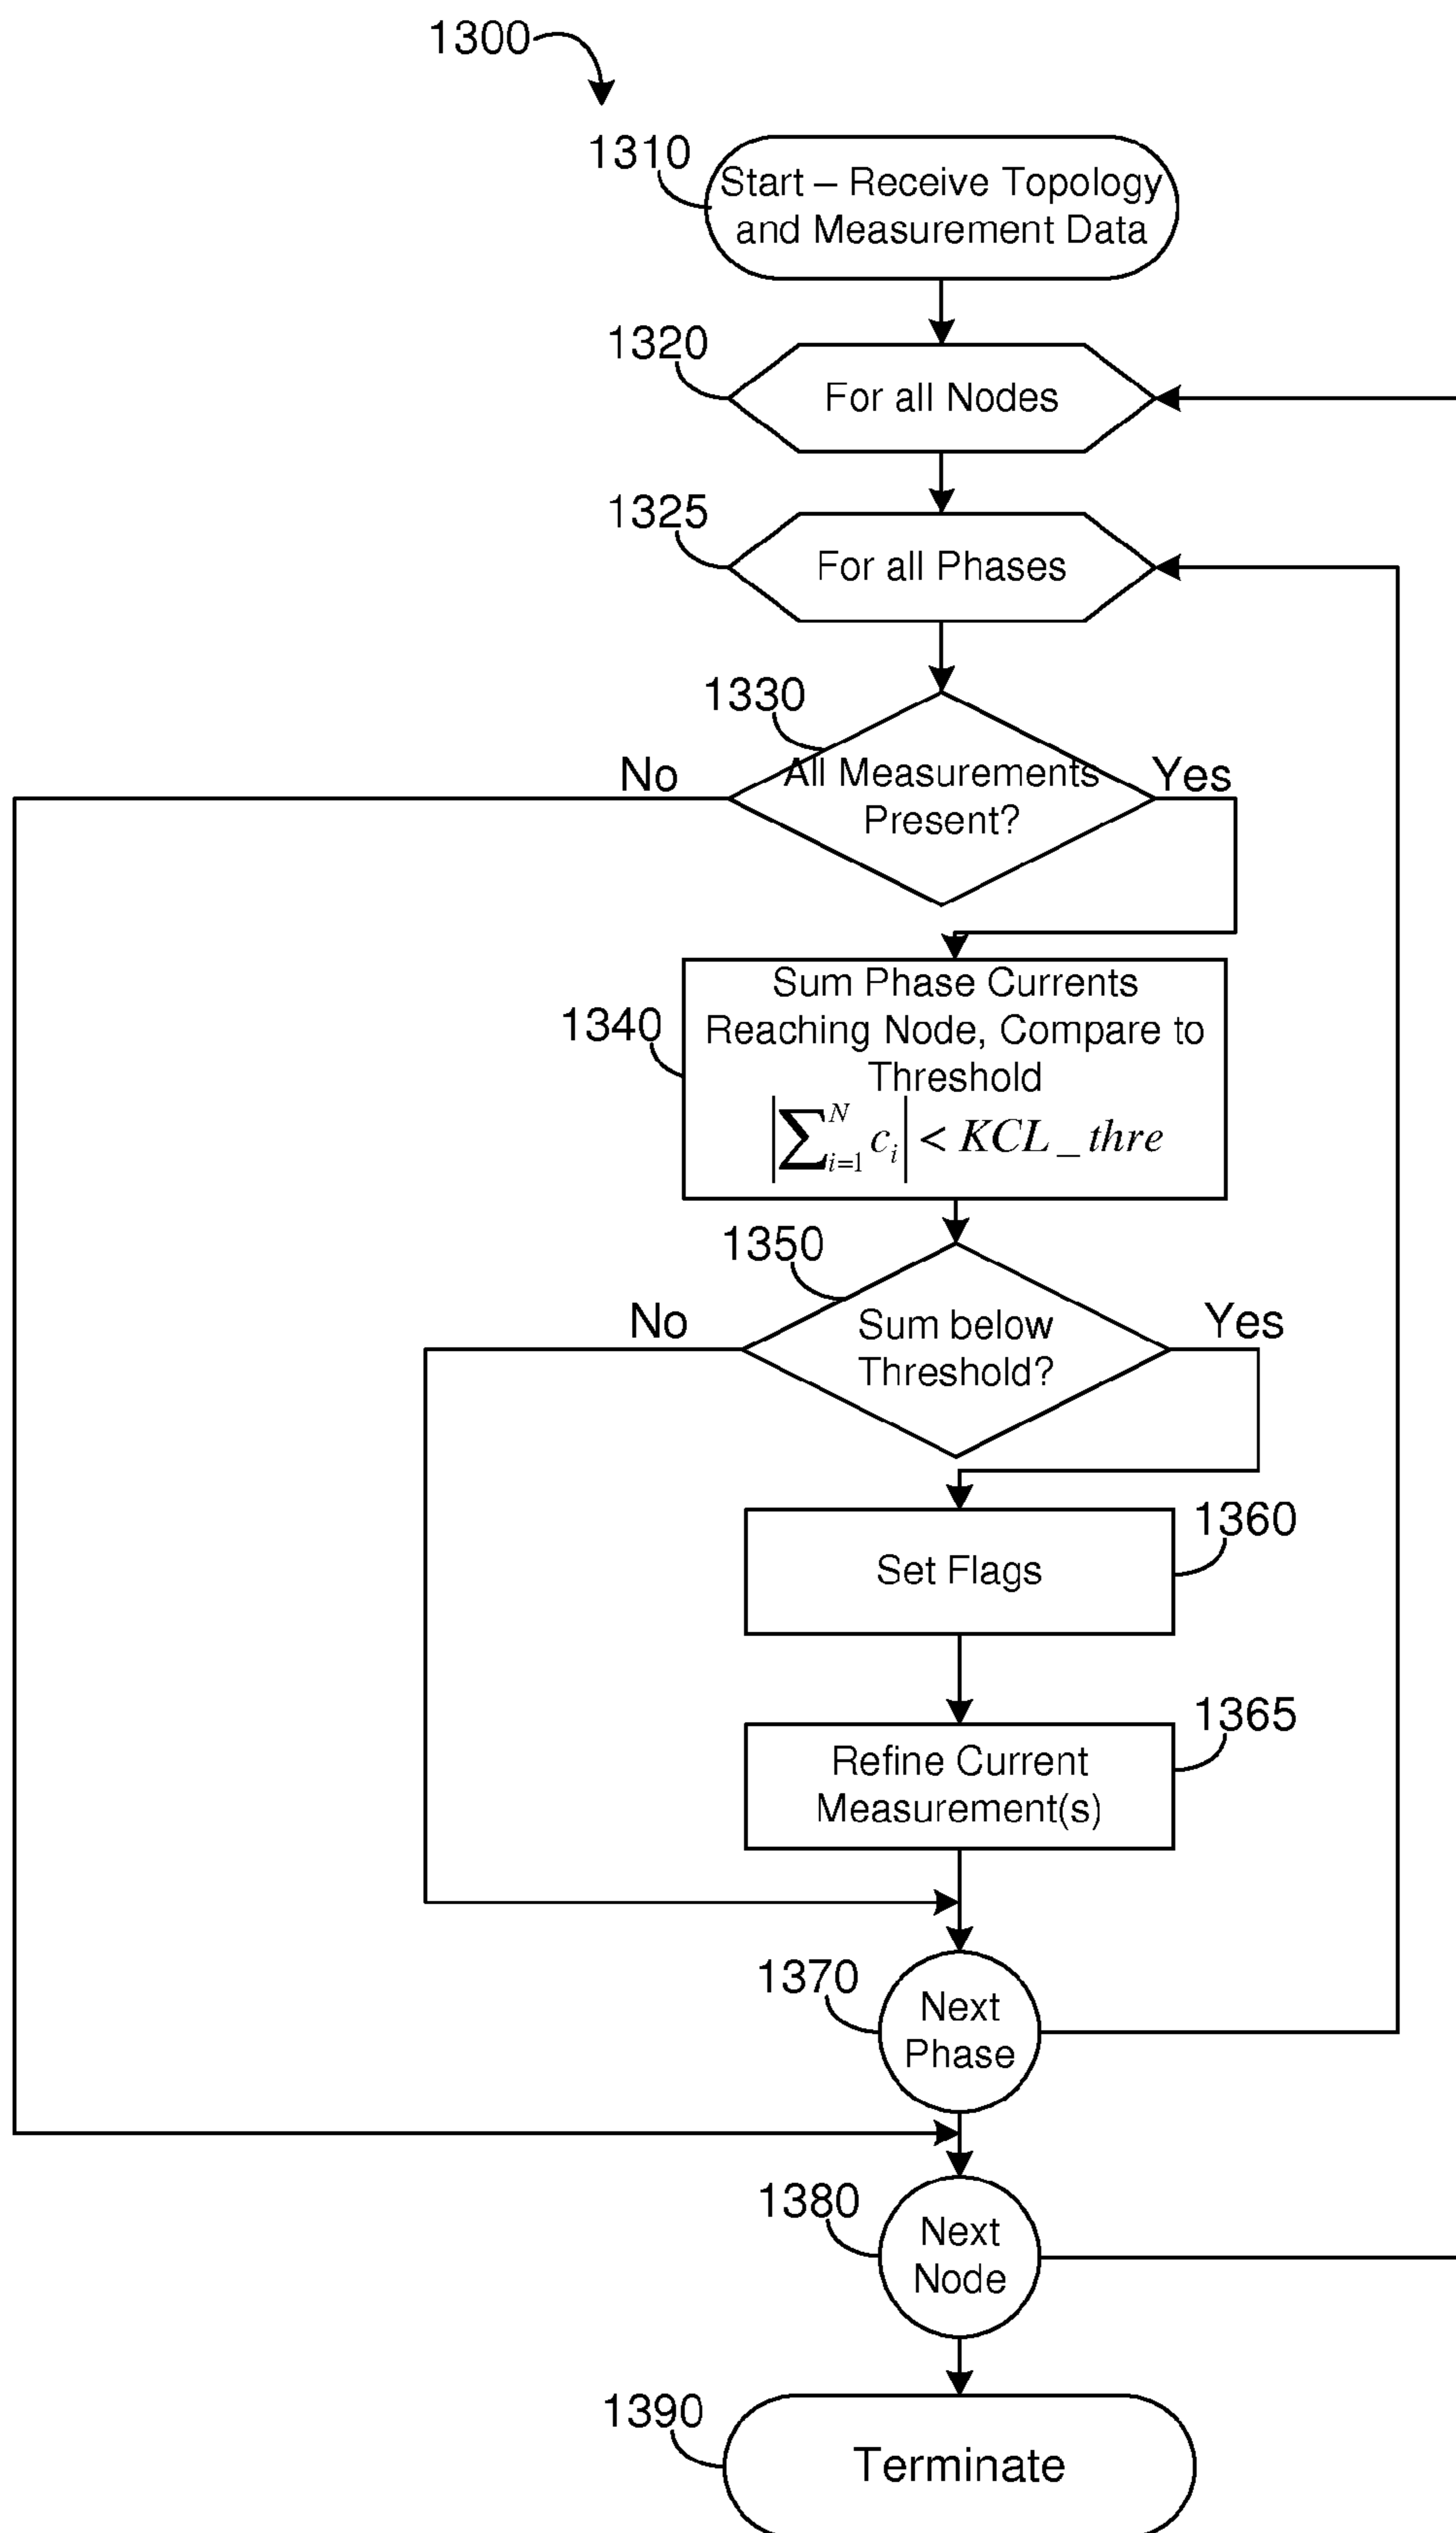 1300
1310
Start – Receive Topology
and Measurement Data
1320
For all Nodes
1325
For all Phases
1330
No
All Measurements
Present?
Yes
1340
Sum Phase Currents
Reaching Node, Compare to
Threshold
|∑_{i=1}^{N} c_i| < KCL_thre
1350
No
Sum below
Threshold?
Yes
1360
Set Flags
1365
Refine Current
Measurement(s)
1370
Next
Phase
1380
Next
Node
1390
Terminate